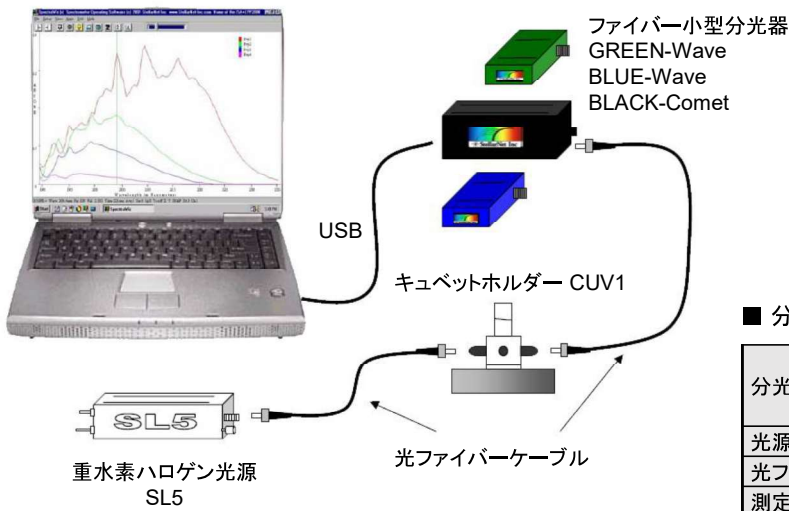 ファイバー小型分光器
GREEN-Wave
BLUE-Wave
BLACK-Comet
StellarNet Inc
USB
キュベットホルダー CUV1
SL5
重水素ハロゲン光源
SL5
光ファイバーケーブル
■ 分
分光
光源
光フ
測定